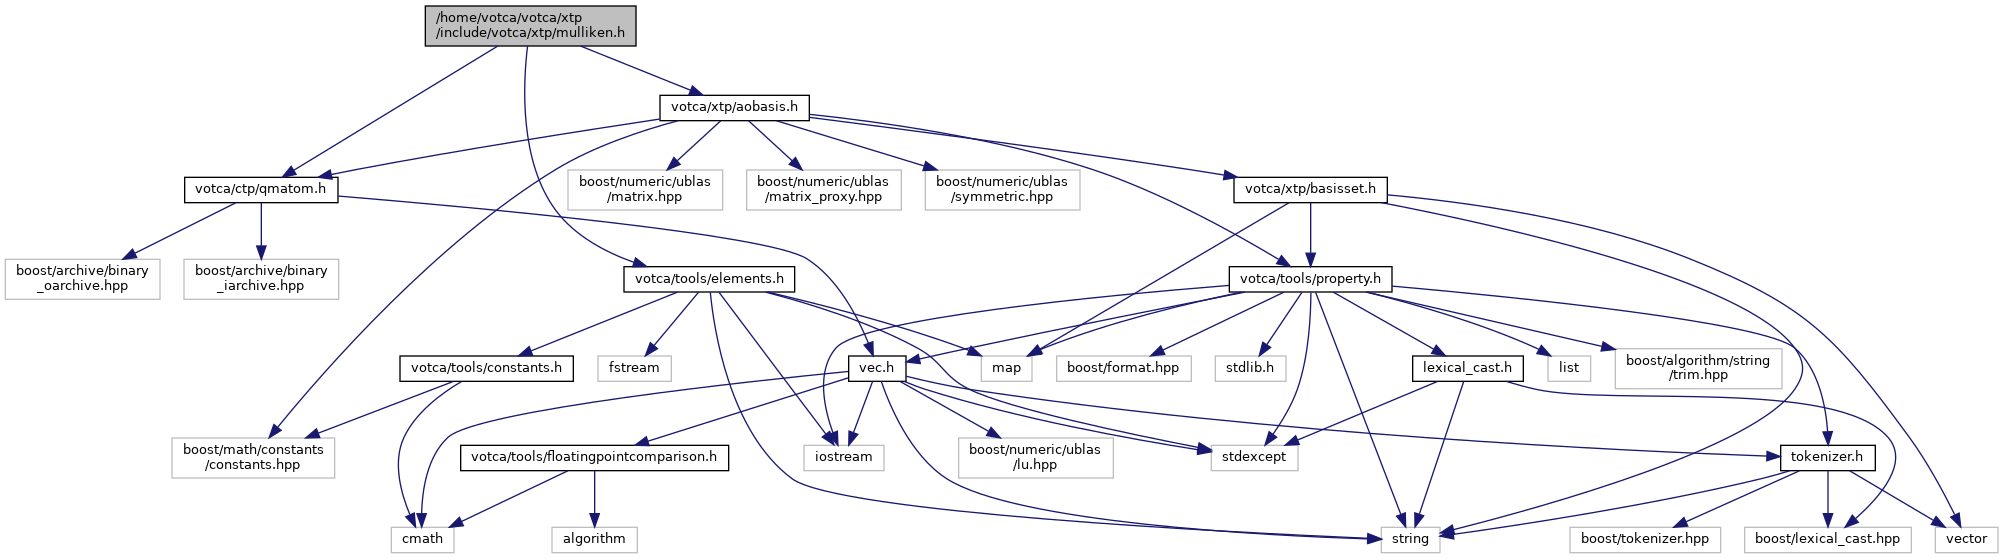 /home/votca/votca/xtp
/include/votca/xtp/mulliken.h
votca/xtp/aobasis.h
votca/ctp/qmatom.h
boost/numeric/ublas
/matrix.hpp
boost/numeric/ublas
/matrix_proxy.hpp
boost/numeric/ublas
/symmetric.hpp
votca/xtp/basisset.h
boost/archive/binary
_oarchive.hpp
boost/archive/binary
_iarchive.hpp
votca/tools/elements.h
votca/tools/property.h
votca/tools/constants.h
fstream
vec.h
map
boost/format.hpp
stdlib.h
lexical_cast.h
list
boost/algorithm/string
/trim.hpp
boost/math/constants
/constants.hpp
votca/tools/floatingpointcomparison.h
iostream
boost/numeric/ublas
/lu.hpp
stdexcept
tokenizer.h
cmath
algorithm
string
boost/tokenizer.hpp
boost/lexical_cast.hpp
vector